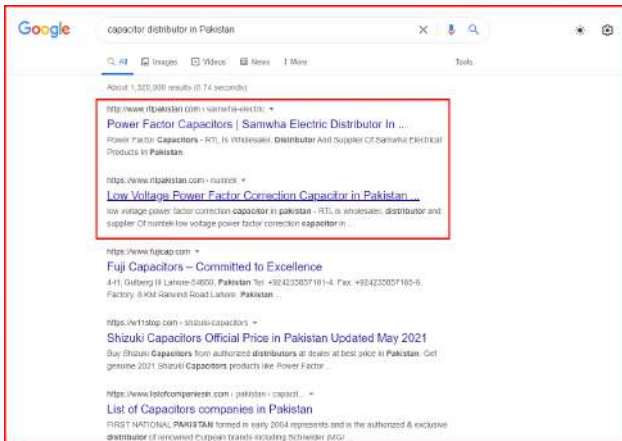 Google
capacitor distributor in Pakistan
All Images Videos News More Tools
About 1,320,000 results (0.74 seconds)
http://www.rtlpakistan.com › samwha-electric
Power Factor Capacitors | Samwha Electric Distributor In ...
Power Factor Capacitors - RTL is Wholesaler, Distributor And Supplier Of Samwha Electrical
Products In Pakistan.
https://www.rtlpakistan.com › nuintek
Low Voltage Power Factor Correction Capacitor in Pakistan ...
low voltage power factor correction capacitor in pakistan - RTL is wholesaler, distributor and
supplier Of nuintek low voltage power factor correction capacitor in ...
https://www.fujicap.com
Fuji Capacitors – Committed to Excellence
4-H, Gulberg III Lahore-54660, Pakistan Tel: +924235857161-4. Fax: +924235857165-6.
Factory. 8 KM Raiwind Road Lahore. Pakistan ...
https://w11stop.com › shizuki-capacitors
Shizuki Capacitors Official Price in Pakistan Updated May 2021
Buy Shizuki Capacitors from authorized distributors at dealer at best price in Pakistan. Get
genuine 2021 Shizuki Capacitors products like Power Factor ...
https://www.listofcompaniesin.com › pakistan › capacit...
List of Capacitors companies in Pakistan
FIRST NATIONAL PAKISTAN formed in early 2004 represents and is the authorized & exclusive
distributor of renowned Eurpean brands including Schneider